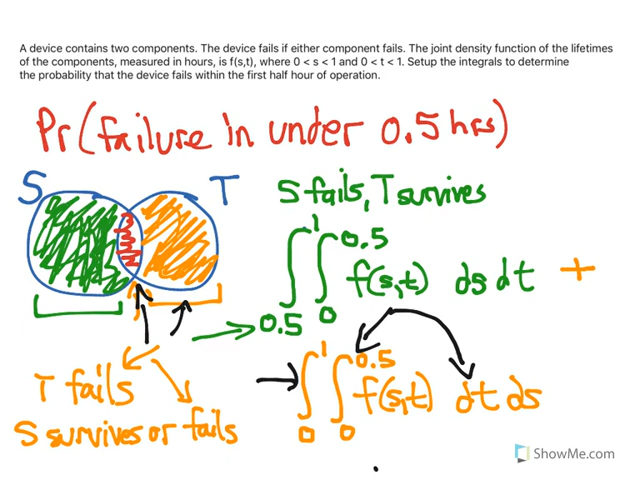 A device contains two components. The device fails if either component fails. The joint density function of the lifetimes
of the components, measured in hours, is f(s,t), where 0 < s < 1 and 0 < t < 1. Setup the integrals to determine
the probability that the device fails within the first half hour of operation.
Pr(failure in under 0.5 hrs)
S T S fails, T survives
∫_{0.5}^{1} ∫_{0}^{0.5} f(s,t) ds dt +
T fails
S survives or fails
∫_{0}^{1} ∫_{0}^{0.5} f(s,t) dt ds
ShowMe.com